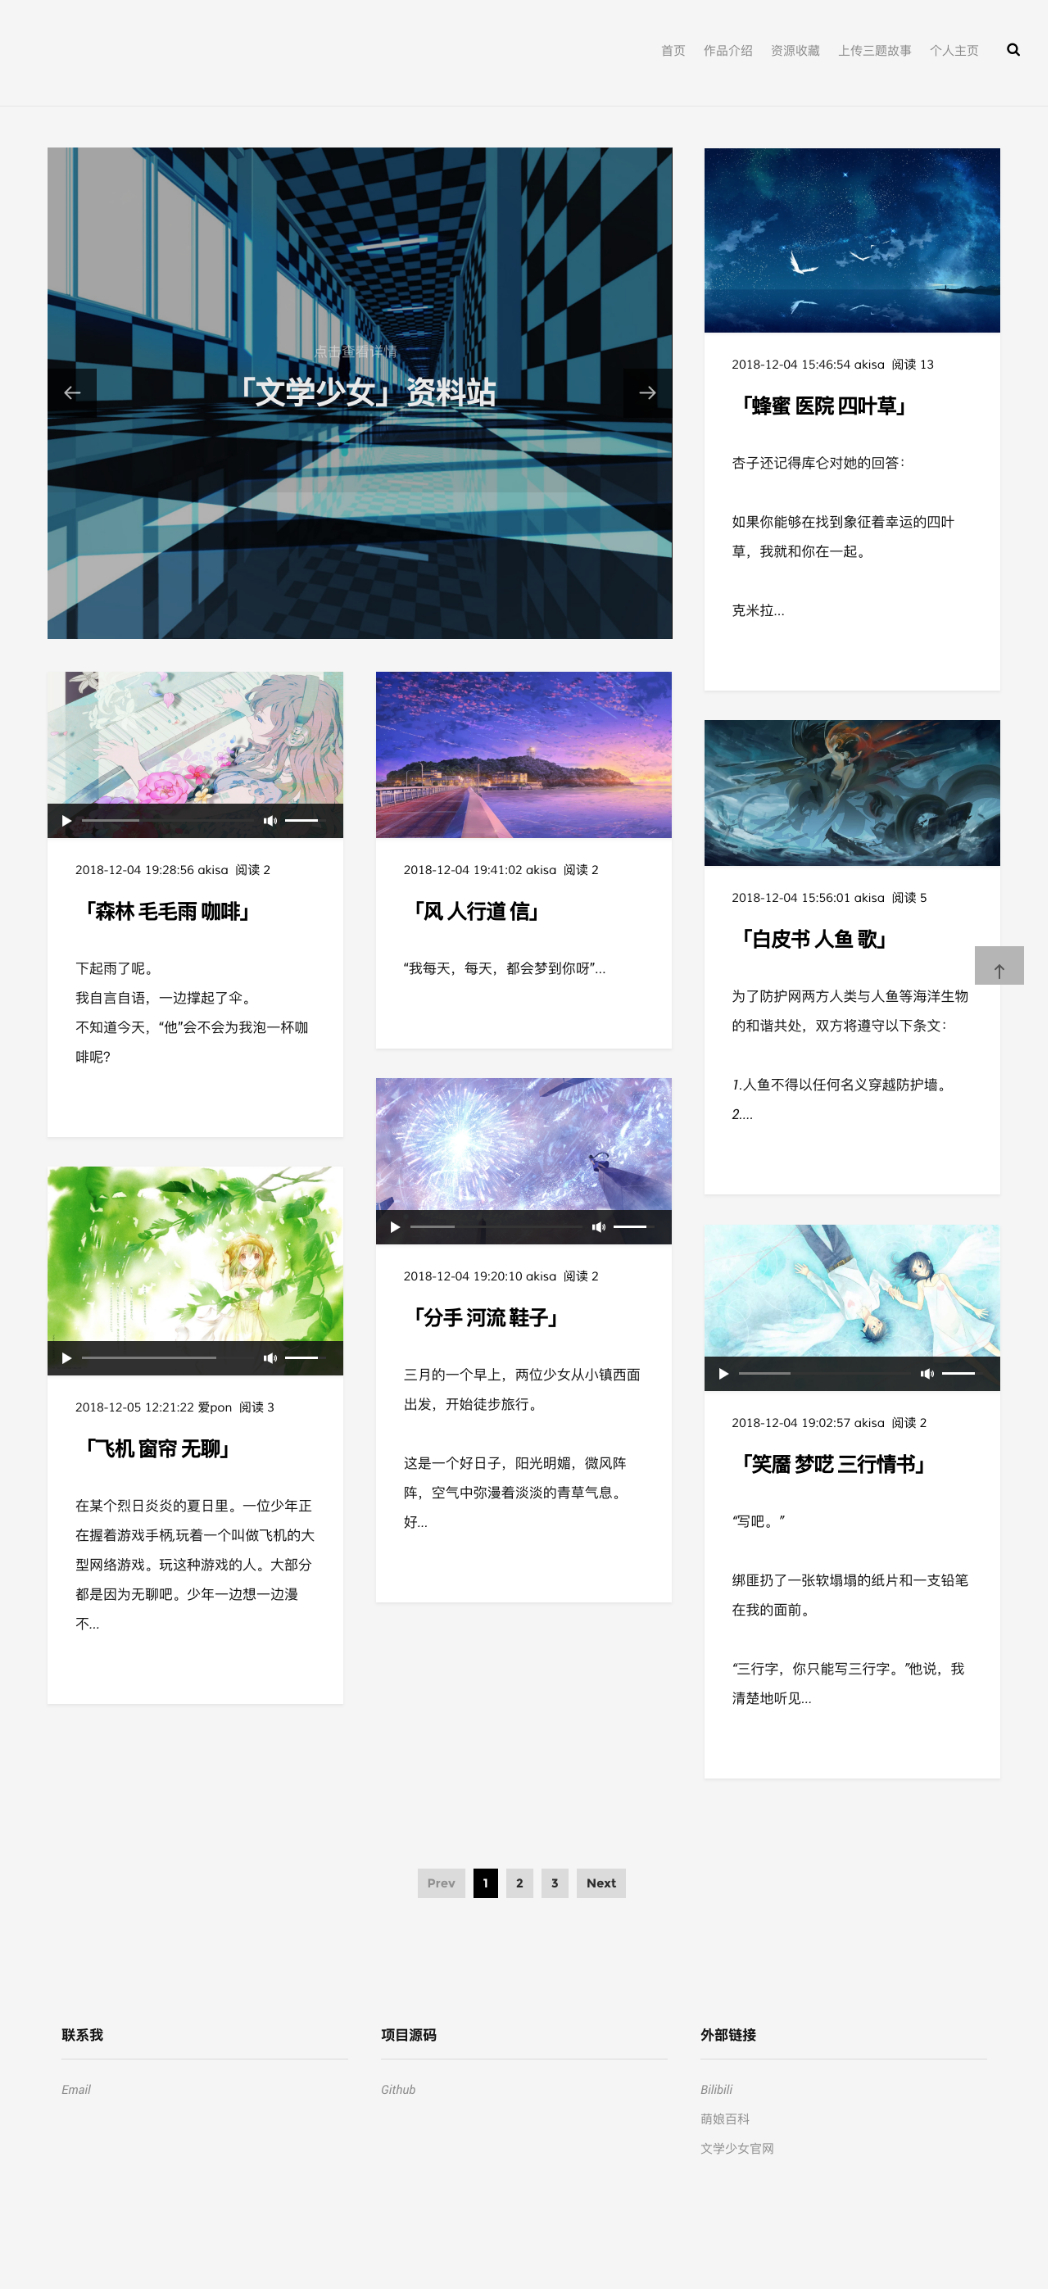 首页 作品介绍 资源收藏 上传三题故事 个人主页
点击查看详情
「文学少女」资料站
2018-12-04 15:46:54 akisa 阅读 13
「蜂蜜 医院 四叶草」
杏子还记得库仑对她的回答：
如果你能够在找到象征着幸运的四叶
草，我就和你在一起。
克米拉...
2018-12-04 19:28:56 akisa 阅读 2
「森林 毛毛雨 咖啡」
下起雨了呢。
我自言自语，一边撑起了伞。
不知道今天，“他”会不会为我泡一杯咖
啡呢?
2018-12-04 19:41:02 akisa 阅读 2
「风 人行道 信」
“我每天，每天，都会梦到你呀”...
2018-12-04 15:56:01 akisa 阅读 5
「白皮书 人鱼 歌」
为了防护网两方人类与人鱼等海洋生物
的和谐共处，双方将遵守以下条文：
1.人鱼不得以任何名义穿越防护墙。
2....
2018-12-05 12:21:22 爱pon 阅读 3
「飞机 窗帘 无聊」
在某个烈日炎炎的夏日里。一位少年正
在握着游戏手柄,玩着一个叫做飞机的大
型网络游戏。玩这种游戏的人。大部分
都是因为无聊吧。少年一边想一边漫
不...
2018-12-04 19:20:10 akisa 阅读 2
「分手 河流 鞋子」
三月的一个早上，两位少女从小镇西面
出发，开始徒步旅行。
这是一个好日子，阳光明媚，微风阵
阵，空气中弥漫着淡淡的青草气息。
好...
2018-12-04 19:02:57 akisa 阅读 2
「笑靥 梦呓 三行情书」
“写吧。”
绑匪扔了一张软塌塌的纸片和一支铅笔
在我的面前。
“三行字，你只能写三行字。”他说，我
清楚地听见...
Prev 1 2 3 Next
联系我
Email
项目源码
Github
外部链接
Bilibili
萌娘百科
文学少女官网